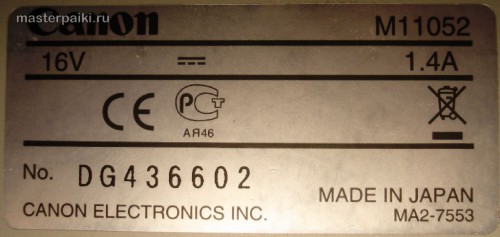 masterpaiki.ru
Canon M11052
16V 1.4A
CE PCT
АЯ46
No. DG436602
MADE IN JAPAN
CANON ELECTRONICS INC. MA2-7553